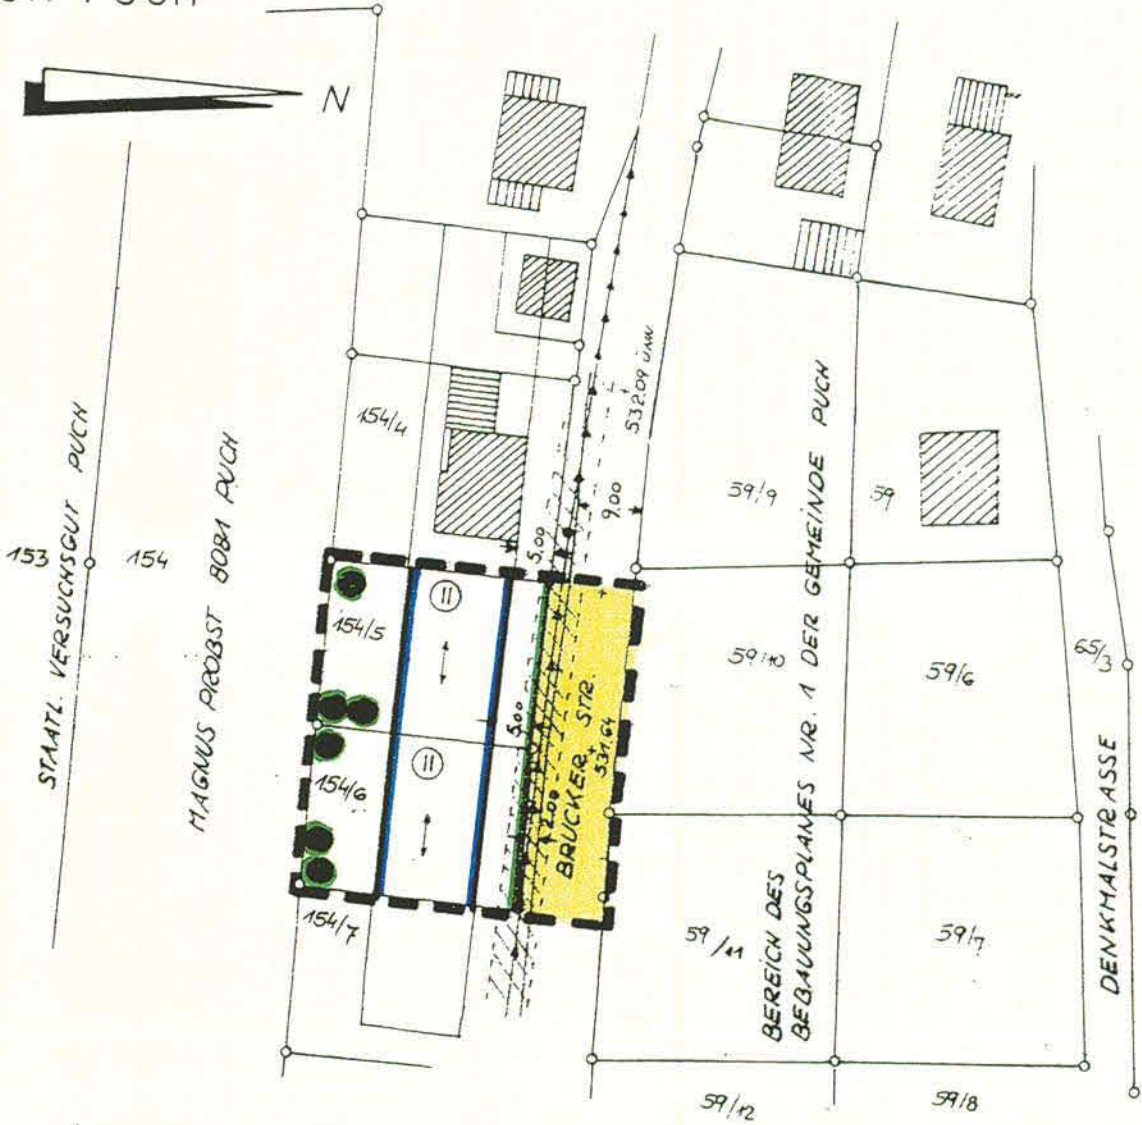 N
STAATL. VERSUCHSGUT PUCH
153
154
MAGNUS PROBST 8081 PUCH
154/4
154/5
154/6
154/7
II
II
5.00
5.00
2.00
9.00
532.09 ÜNN
BRUCKER STR.
531.64
59/9
59
59/10
59/6
65/3
59/11
59/7
59/12
59/8
BEREICH DES
BEBAUUNGSPLANES NR. 1 DER GEMEINDE PUCH
DENKMALSTRASSE